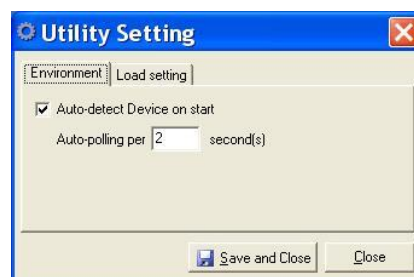 Utility Setting
Environment Load setting
Auto-detect Device on start
Auto-polling per 2 second(s)
Save and Close Close